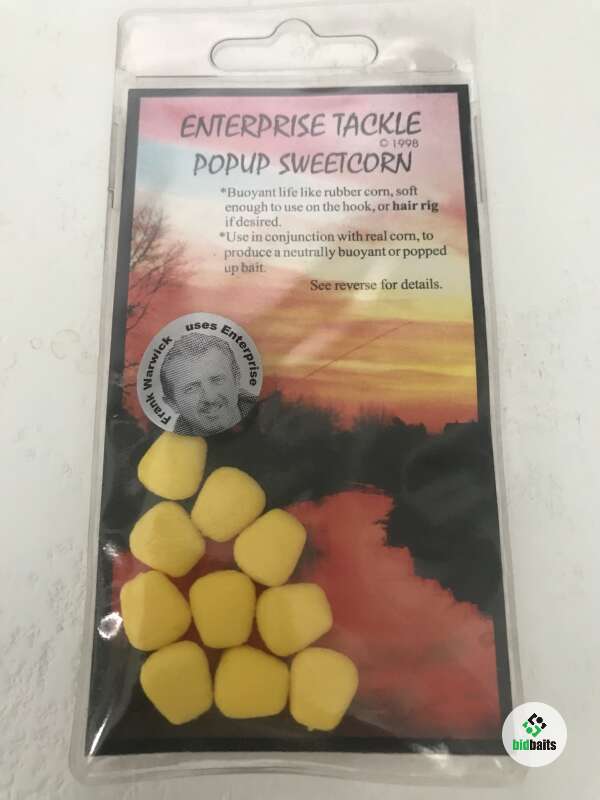 ENTERPRISE TACKLE
© 1998
POPUP SWEETCORN
*Buoyant life like rubber corn, soft
enough to use on the hook, or hair rig
if desired.
*Use in conjunction with real corn, to
produce a neutrally buoyant or popped
up bait.
See reverse for details.
Frank Warwick uses Enterprise
bidbaits